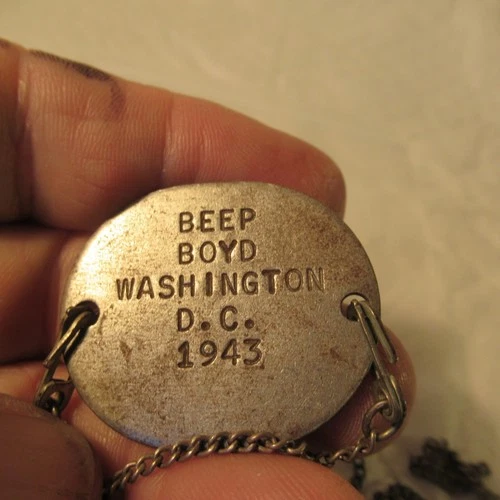 BEEP
BOYD
WASHINGTON
D.C.
1943